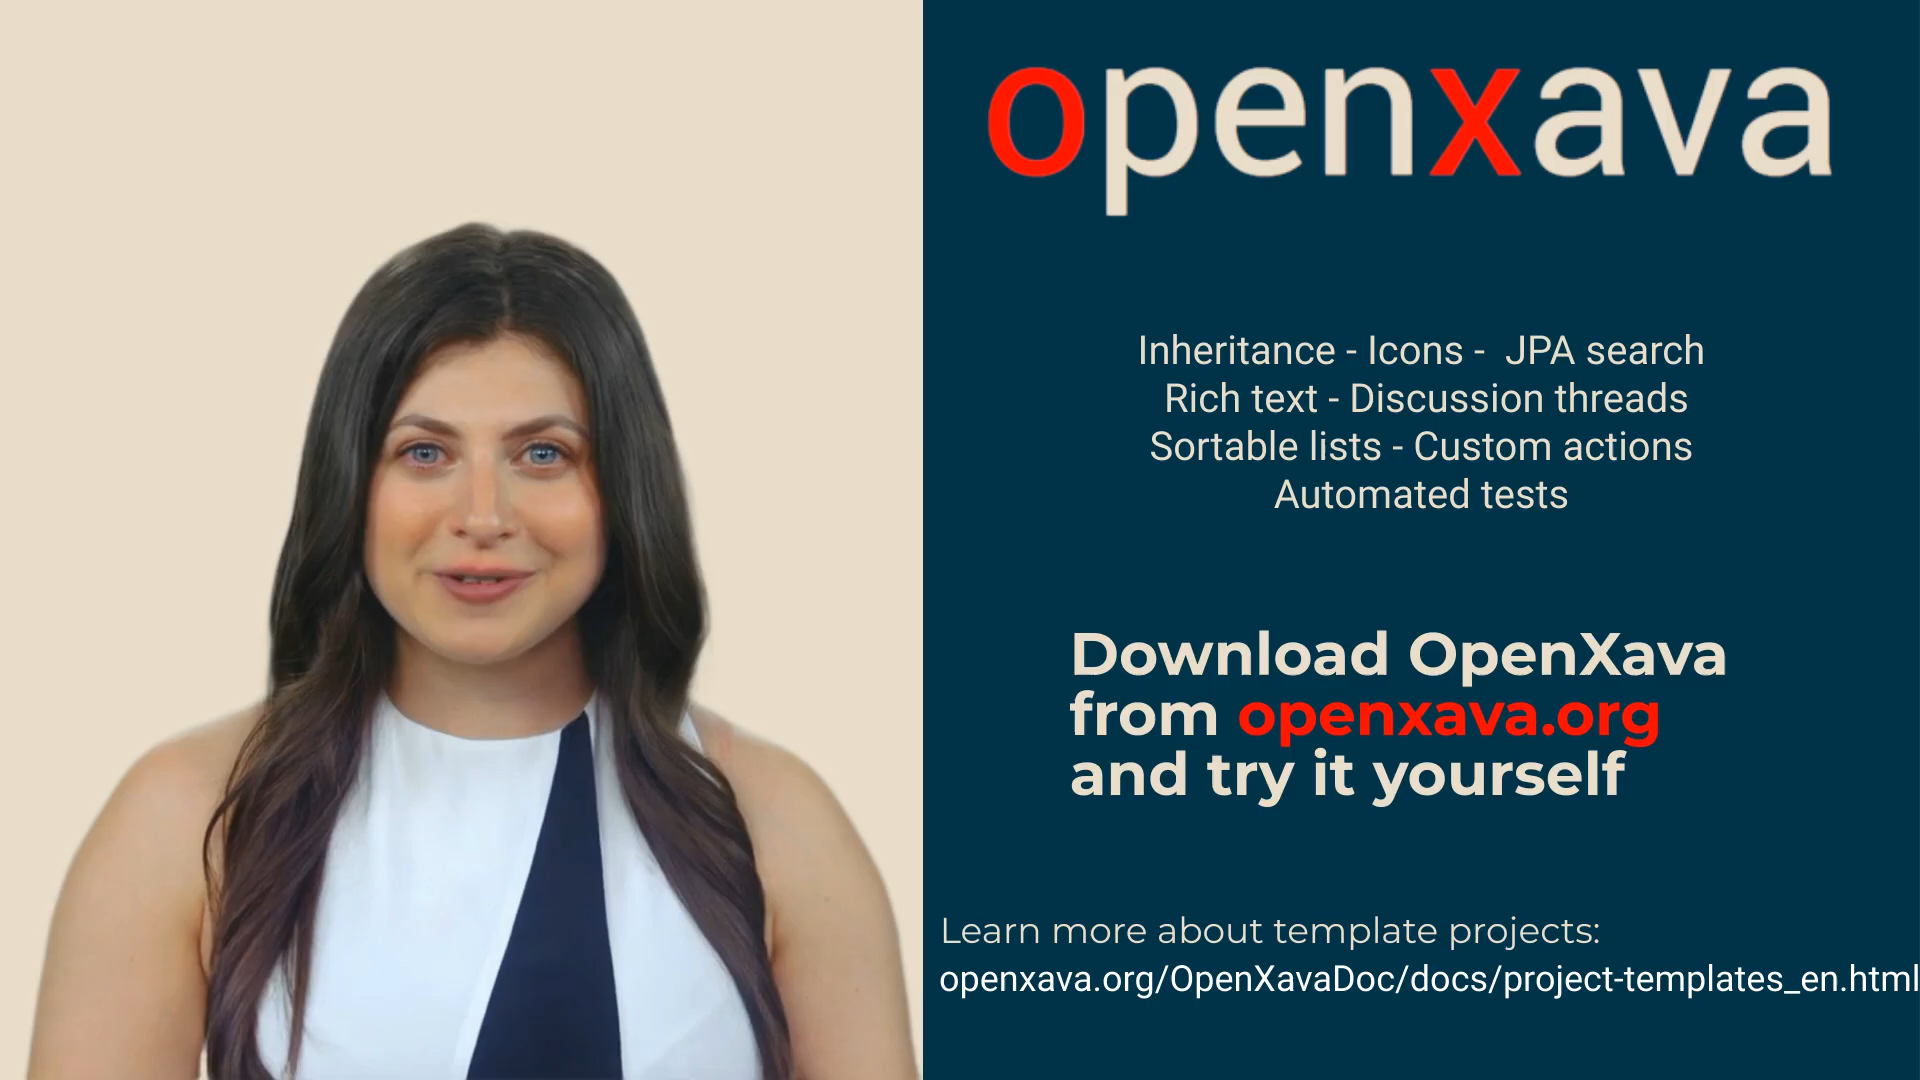 openxava
Inheritance - Icons - JPA search
Rich text - Discussion threads
Sortable lists - Custom actions
Automated tests
Download OpenXava
from openxava.org
and try it yourself
Learn more about template projects:
openxava.org/OpenXavaDoc/docs/project-templates_en.html